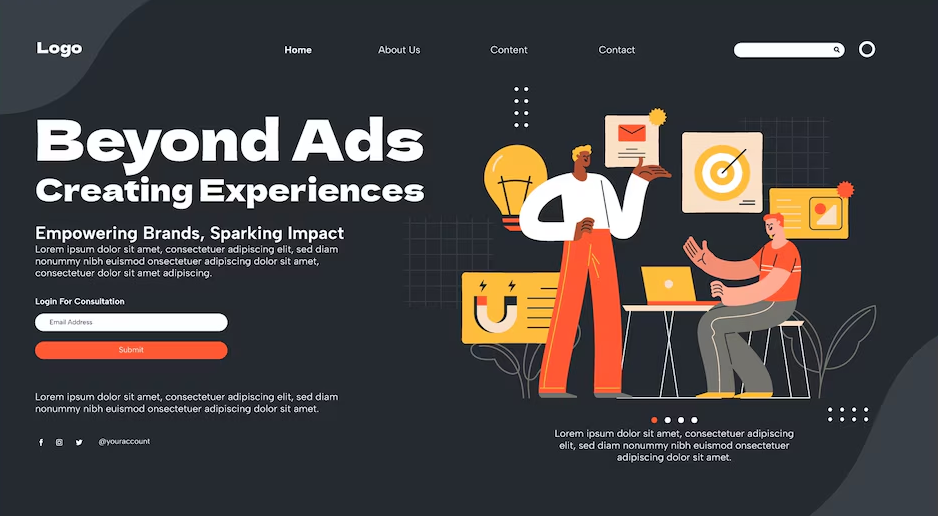 Logo
Home
About Us
Content
Contact
Beyond Ads
Creating Experiences
Empowering Brands, Sparking Impact
Lorem ipsum dolor sit amet, consectetuer adipiscing elit, sed diam
nonummy nibh euismod onsectetuer adipiscing dolor sit amet,
consectetuer dolor sit amet adipiscing.
Login For Consultation
Email Address
Submit
Lorem ipsum dolor sit amet, consectetuer adipiscing elit, sed diam
nonummy nibh euismod onsectetuer adipiscing dolor sit amet.
@youraccount
Lorem ipsum dolor sit amet, consectetuer adipiscing
elit, sed diam nonummy nibh euismod onsectetuer
adipiscing dolor sit amet.